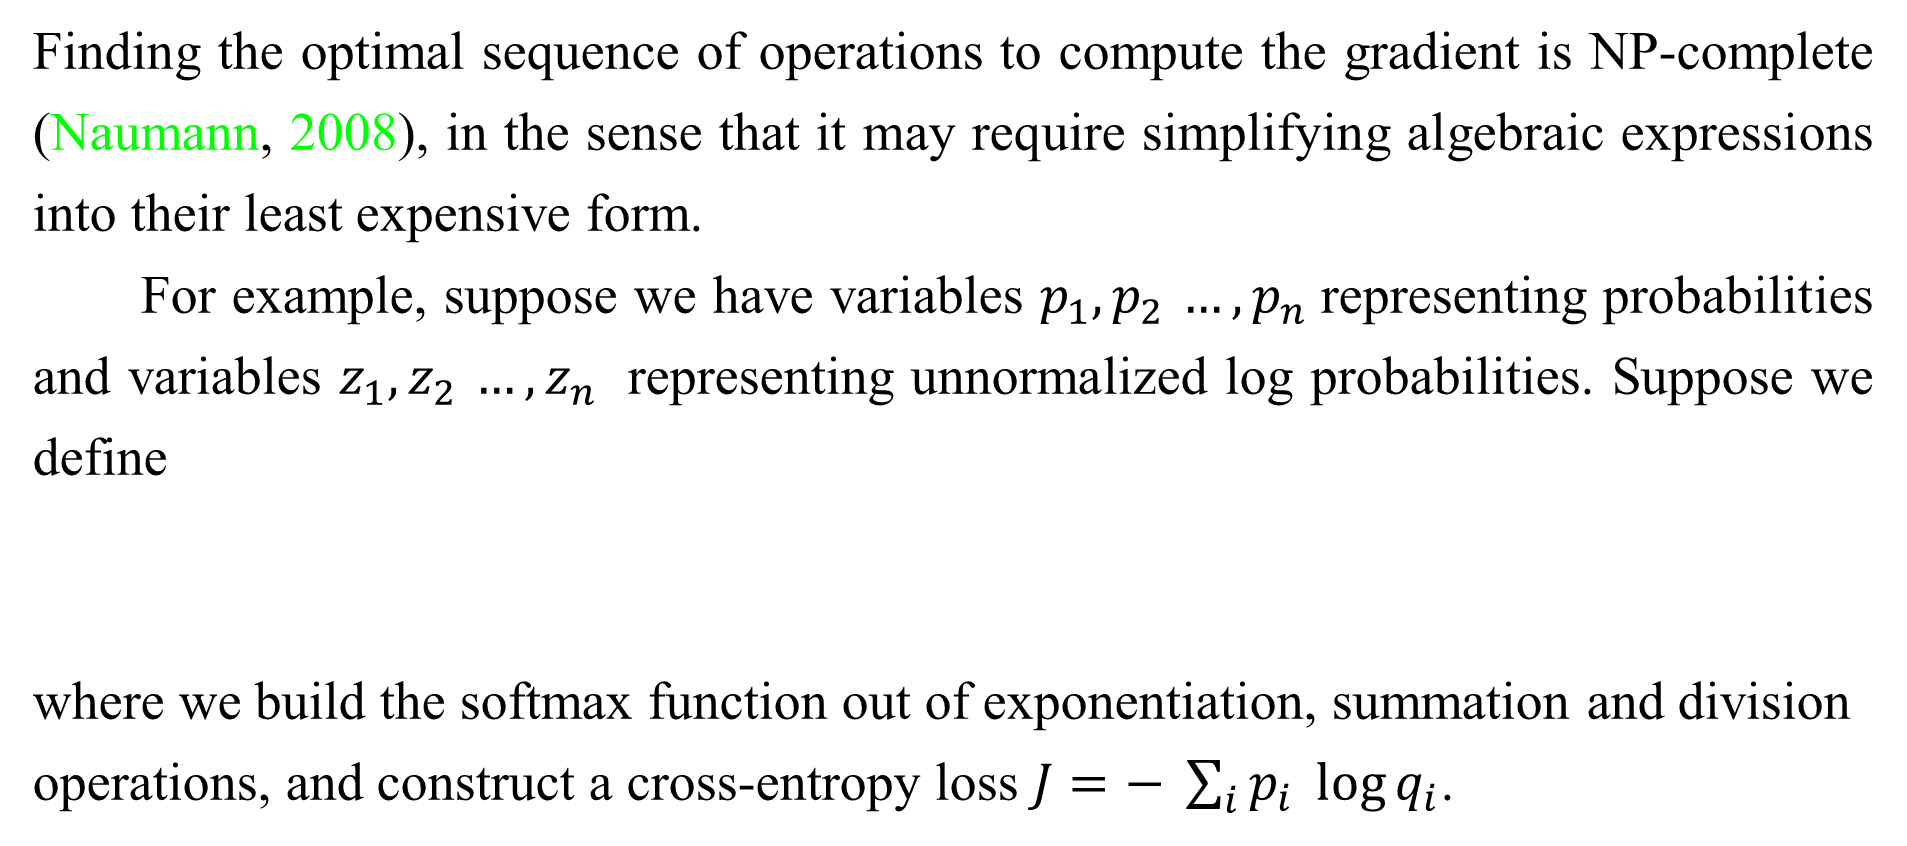 Finding the optimal sequence of operations to compute the gradient is NP-complete
(Naumann, 2008), in the sense that it may require simplifying algebraic expressions
into their least expensive form.
For example, suppose we have variables p₁, p₂ … , pₙ representing probabilities
and variables z₁, z₂ … , zₙ representing unnormalized log probabilities. Suppose we
define
where we build the softmax function out of exponentiation, summation and division
operations, and construct a cross-entropy loss J = − ∑ᵢ pᵢ log qᵢ.